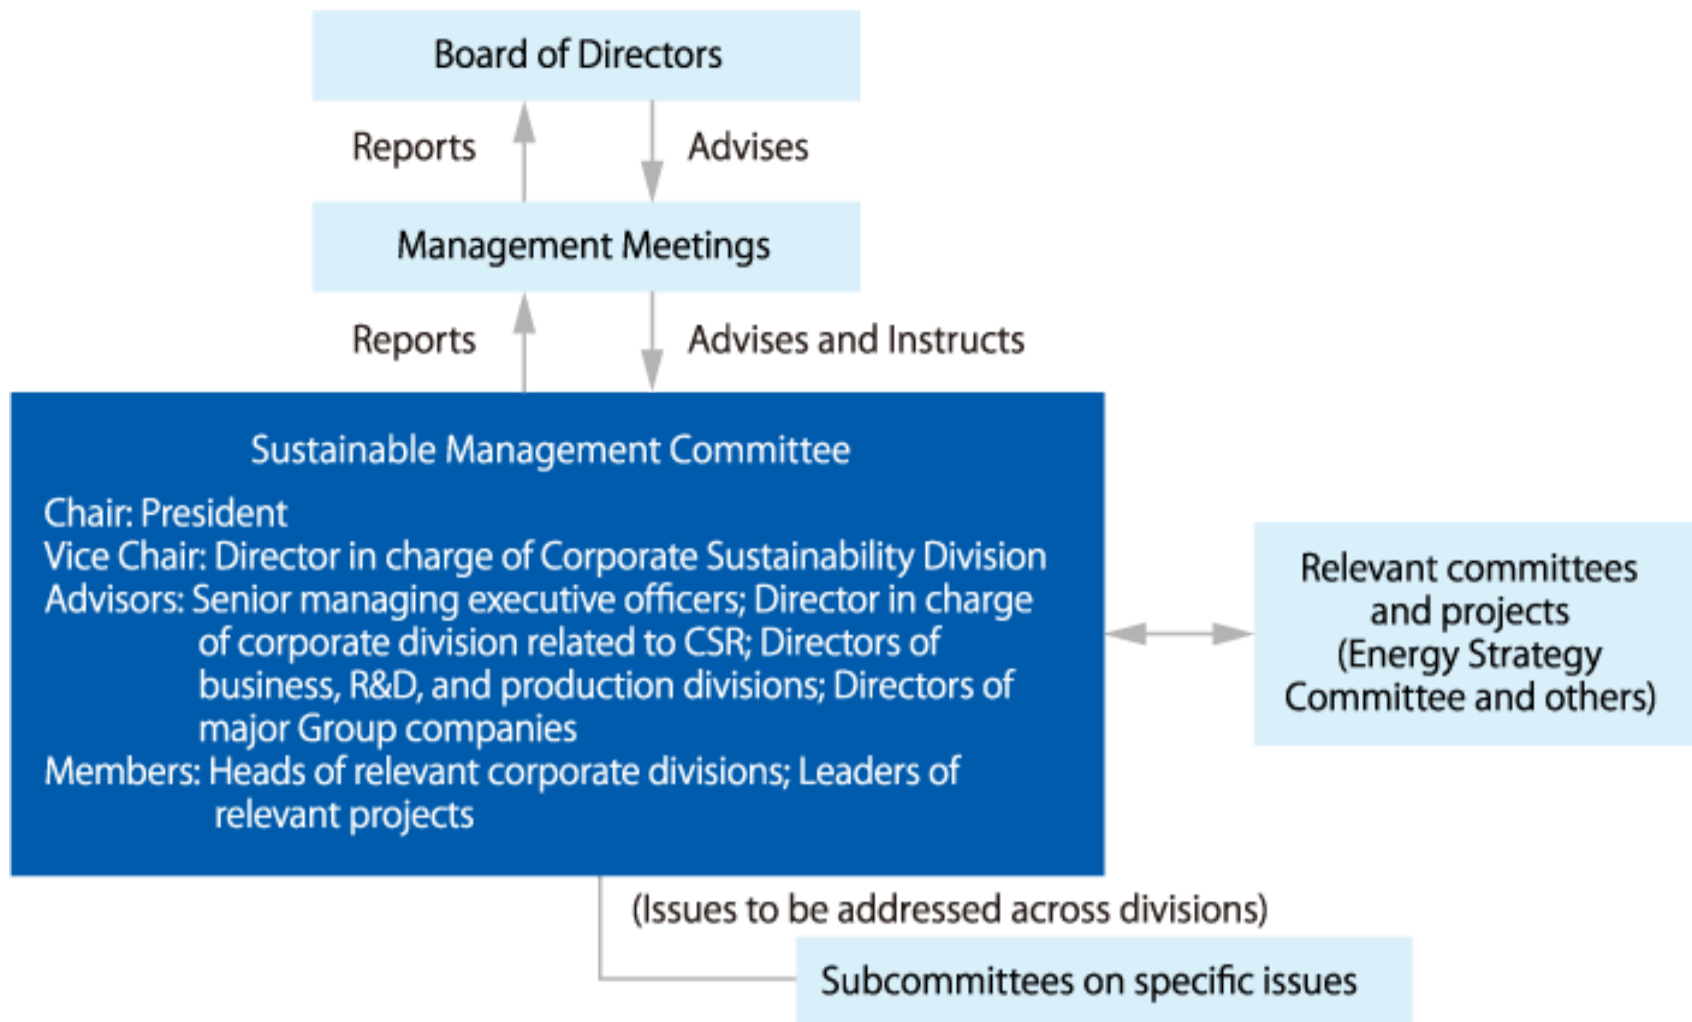 Board of Directors
Reports
Advises
Management Meetings
Reports
Advises and Instructs
Sustainable Management Committee
Chair: President
Vice Chair: Director in charge of Corporate Sustainability Division
Advisors: Senior managing executive officers; Director in charge
of corporate division related to CSR; Directors of
business, R&D, and production divisions; Directors of
major Group companies
Members: Heads of relevant corporate divisions; Leaders of
relevant projects
Relevant committees
and projects
(Energy Strategy
Committee and others)
(Issues to be addressed across divisions)
Subcommittees on specific issues